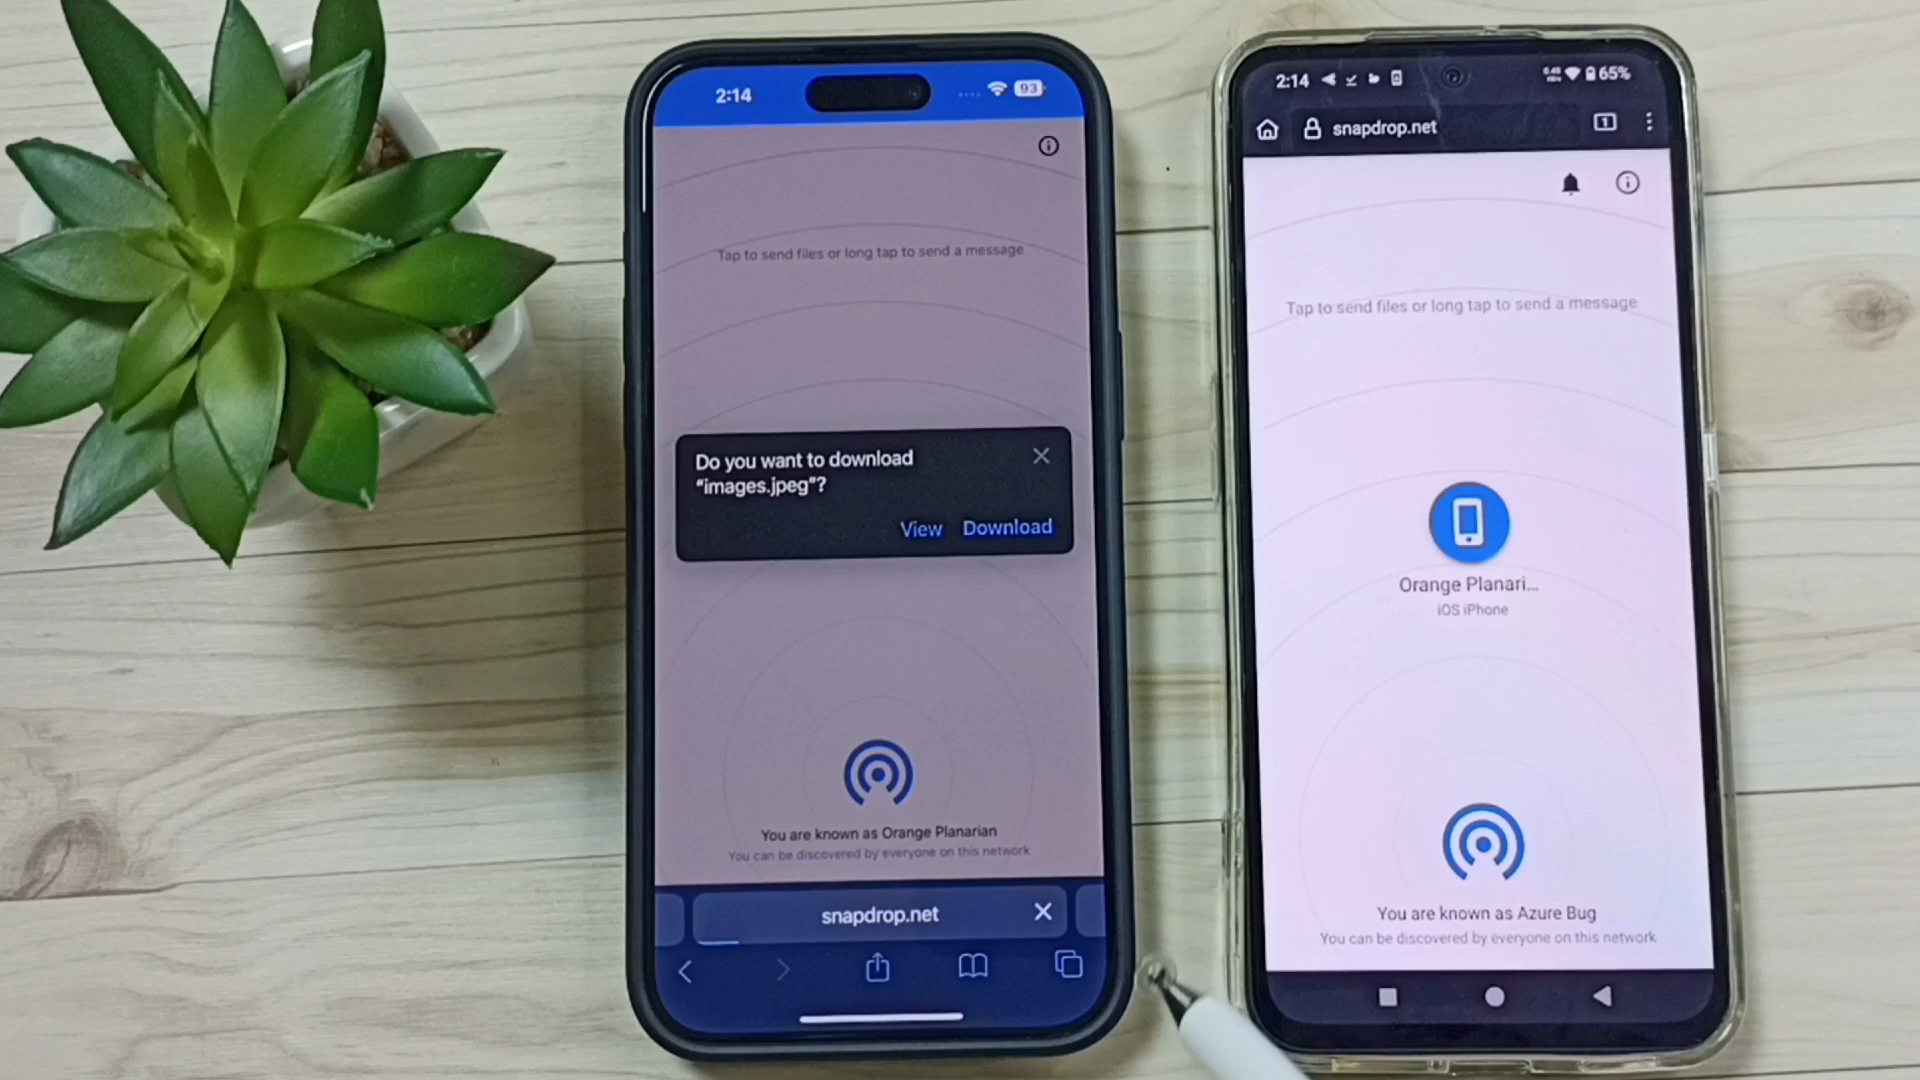 2:14
93
Tap to send files or long tap to send a message
Do you want to download
“images.jpeg”?
View Download
You are known as Orange Planarian
You can be discovered by everyone on this network
snapdrop.net
2:14
65%
snapdrop.net
1
Tap to send files or long tap to send a message
Orange Planari...
iOS iPhone
You are known as Azure Bug
You can be discovered by everyone on this network